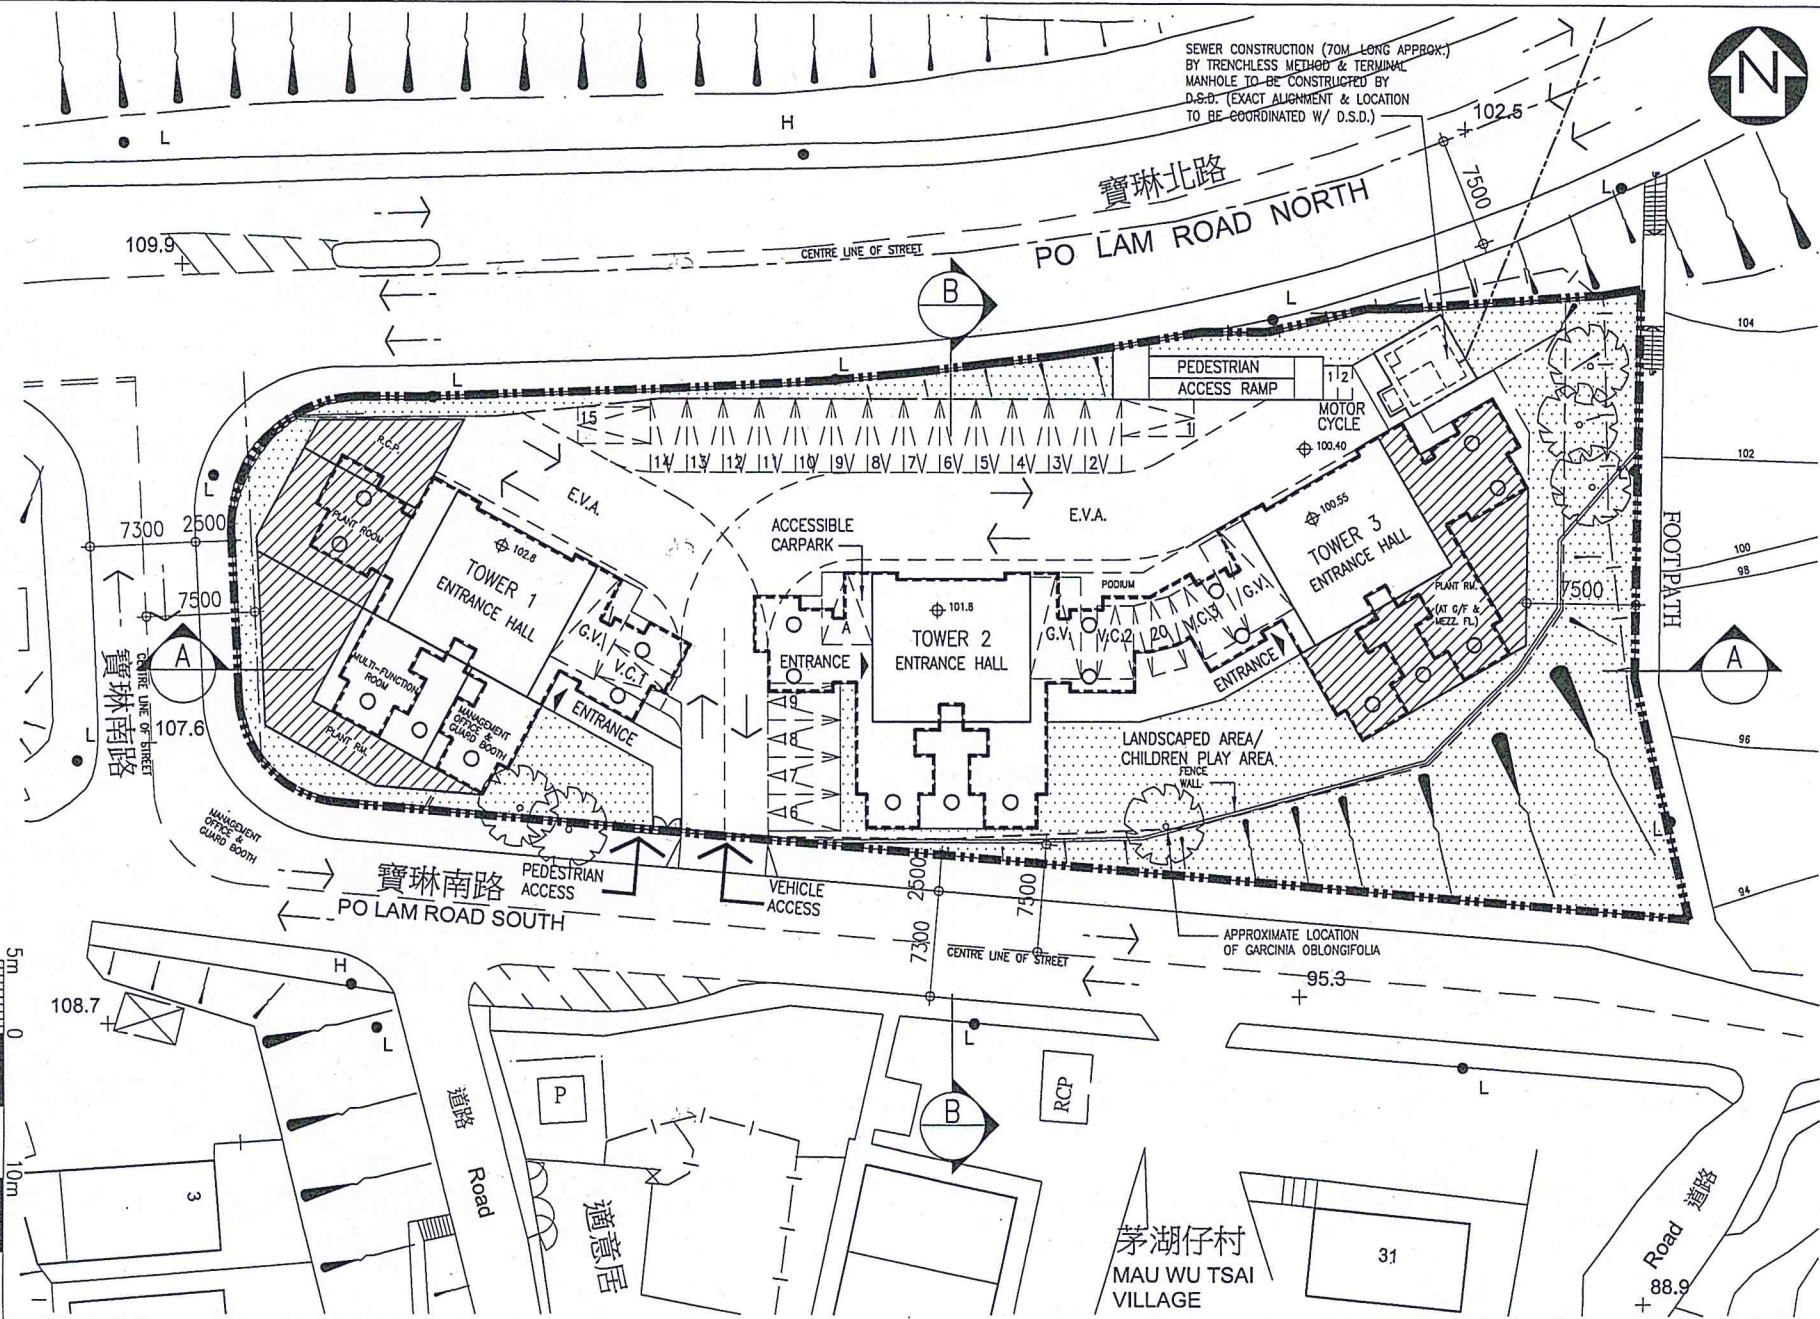 SEWER CONSTRUCTION (70M LONG APPROX.)
BY TRENCHLESS METHOD & TERMINAL
MANHOLE TO BE CONSTRUCTED BY
D.S.D. (EXACT ALIGNMENT & LOCATION
TO BE COORDINATED W/ D.S.D.)
N
L
H
102.5
7500
L
寶琳北路
PO LAM ROAD NORTH
109.9
CENTRE LINE OF STREET
B
L
104
L
L
PEDESTRIAN
ACCESS RAMP
1 2
MOTOR
CYCLE
15
1
14 13 12 11 10 9 8 7 6 5 4 3 2
100.40
102
R.C.P.
L
L
E.V.A.
E.V.A.
ACCESSIBLE
CARPARK
100.55
TOWER 3
ENTRANCE HALL
FOOTPATH
7300
2500
PLANT ROOM
102.8
TOWER 1
ENTRANCE HALL
100
98
PODIUM
PLANT RM.
(AT G/F &
MEZZ. FL.)
7500
7500
101.8
TOWER 2
ENTRANCE HALL
A
G.V.
V.C.1
G.V.
V.C.2
20
V.C.3
G.V.
A
寶琳南路
CENTRE LINE OF STREET
MULTI-FUNCTION
ROOM
ENTRANCE
ENTRANCE
A
MANAGEMENT
OFFICE &
GUARD BOOTH
ENTRANCE
19
18
17
16
107.6
L
PLANT RM.
LANDSCAPED AREA/
CHILDREN PLAY AREA
FENCE
WALL
96
MANAGEMENT
OFFICE &
GUARD BOOTH
L
寶琳南路
PO LAM ROAD SOUTH
PEDESTRIAN
ACCESS
VEHICLE
ACCESS
2500
7500
7300
94
CENTRE LINE OF STREET
APPROXIMATE LOCATION
OF GARCINIA OBLONGIFOLIA
95.3
5m
0
10m
H
108.7
L
L
L
道路
Road
P
B
RCP
3
適意居
茅湖仔村
MAU WU TSAI
VILLAGE
31
道路
Road
88.9